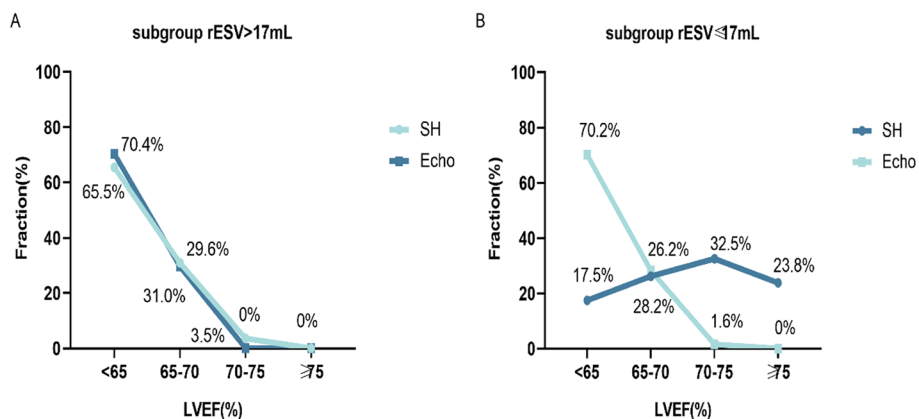 A
subgroup rESV>17mL
Fraction(%)
100
80
60
40
20
0
70.4%
65.5%
29.6%
31.0%
3.5%
0%
0%
<65
65-70
70-75
⩾75
LVEF(%)
SH
Echo
B
subgroup rESV⩽17mL
Fraction(%)
100
80
60
40
20
0
70.2%
17.5%
26.2%
28.2%
32.5%
1.6%
23.8%
0%
<65
65-70
70-75
⩾75
LVEF(%)
SH
Echo